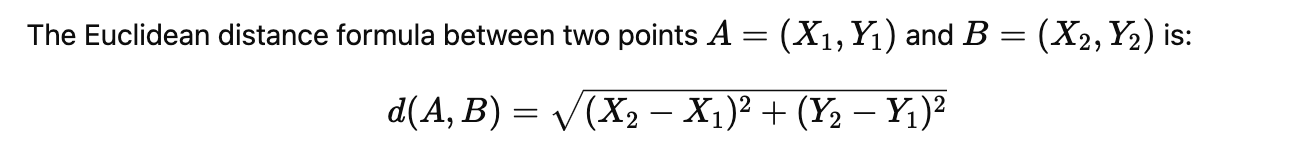 The Euclidean distance formula between two points A = (X₁, Y₁) and B = (X₂, Y₂) is:
d(A, B) = √(X₂ − X₁)² + (Y₂ − Y₁)²